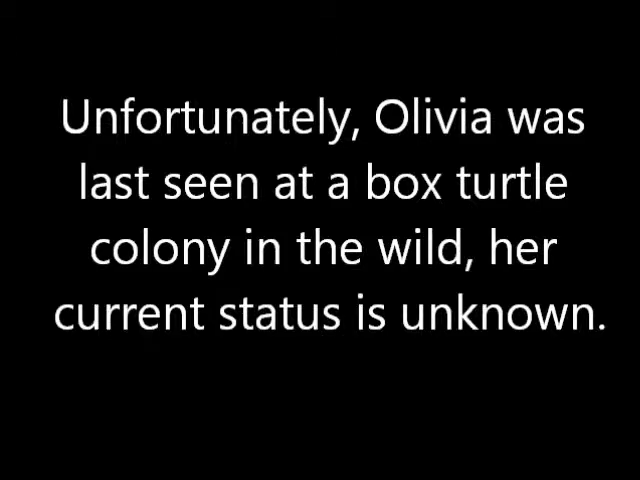 Unfortunately, Olivia was
last seen at a box turtle
colony in the wild, her
current status is unknown.